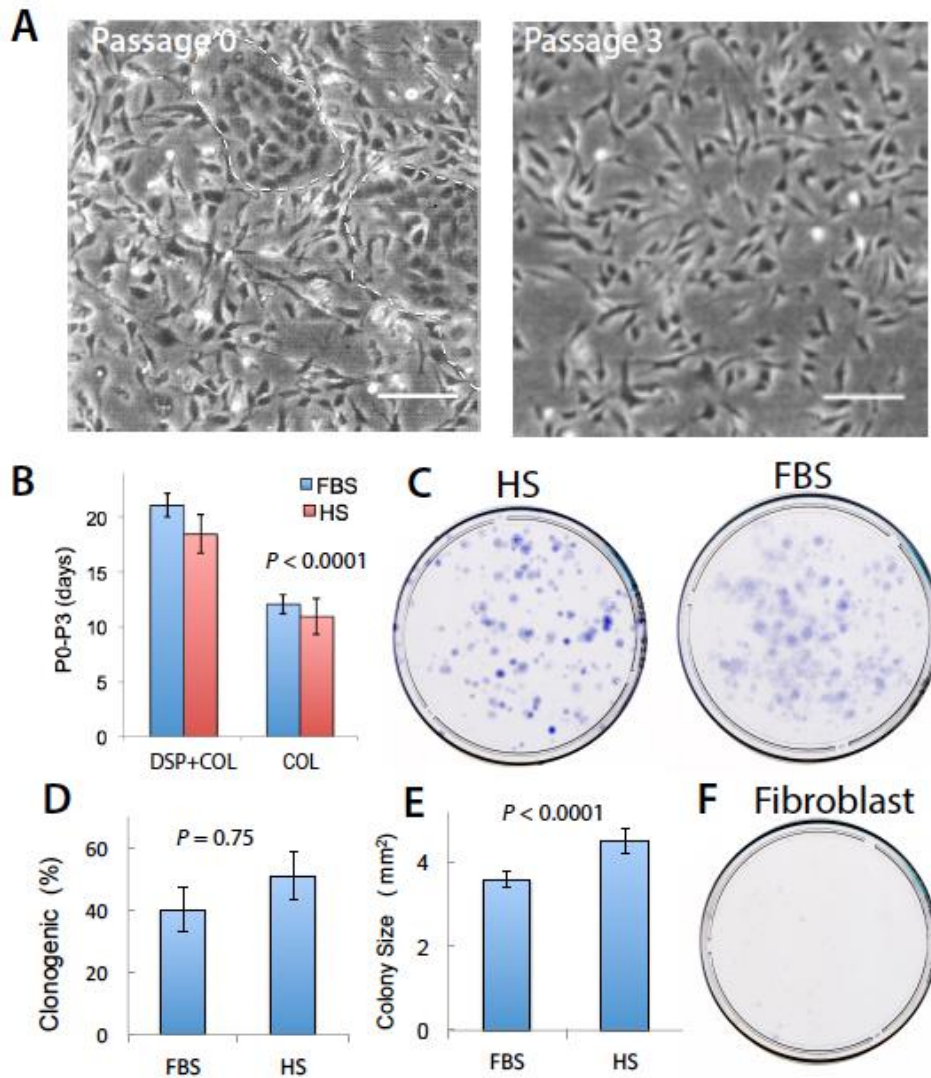 A
Passage 0
Passage 3
B
P0-P3 (days)
20
15
10
5
0
FBS
HS
P < 0.0001
DSP+COL
COL
C
HS
FBS
D
Clonogenic (%)
60
40
20
0
P = 0.75
FBS
HS
E
Colony Size ( mm²)
4
2
0
P < 0.0001
FBS
HS
F
Fibroblast